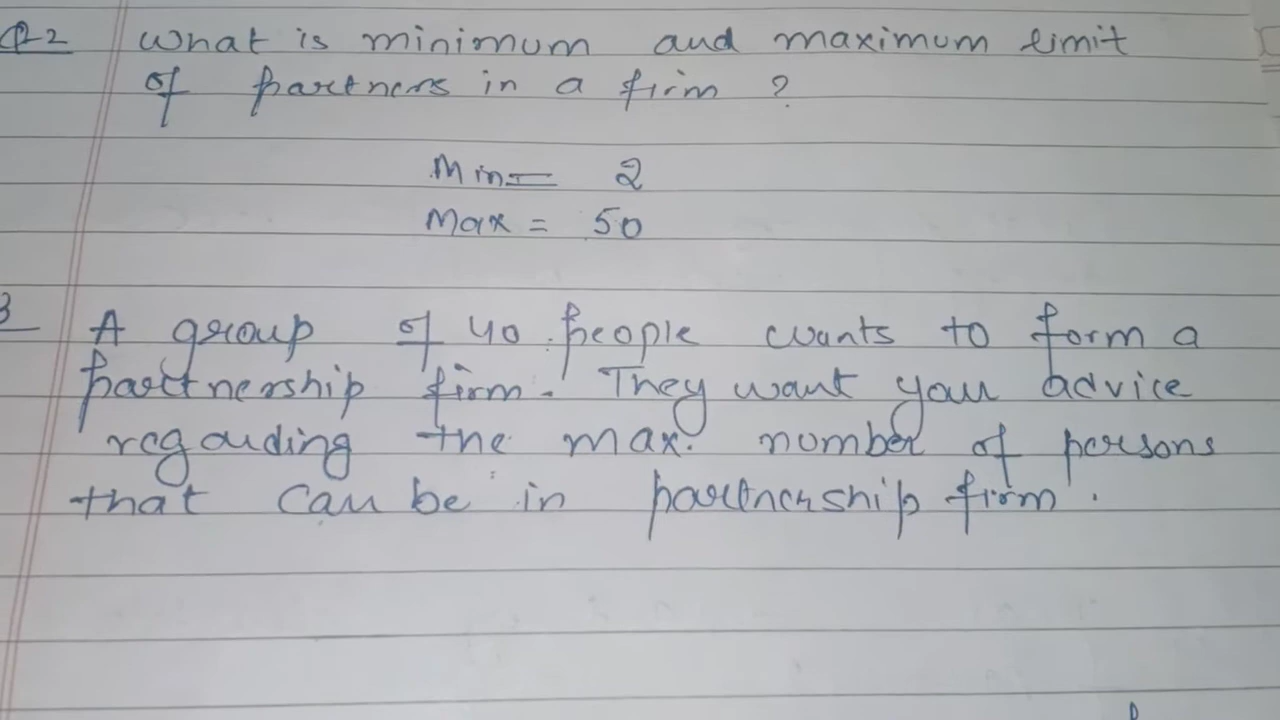 Q2 What is minimum and maximum limit
of partners in a firm ?
Min = 2
Max = 50
3 A group of 40 people wants to form a
partnership firm. They want your advice
regarding the max. number of persons
that can be in partnership firm.